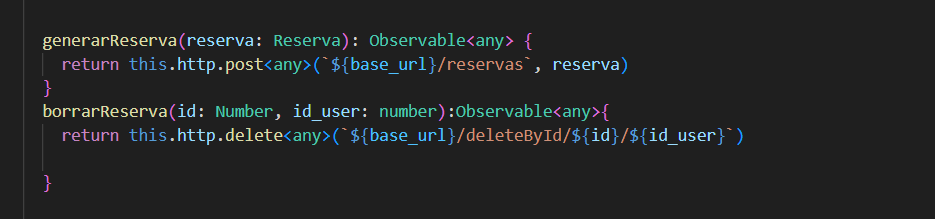 generarReserva(reserva: Reserva): Observable<any> {
return this.http.post<any>(`${base_url}/reservas`, reserva)
}
borrarReserva(id: Number, id_user: number):Observable<any>{
return this.http.delete<any>(`${base_url}/deleteById/${id}/${id_user}`)
}